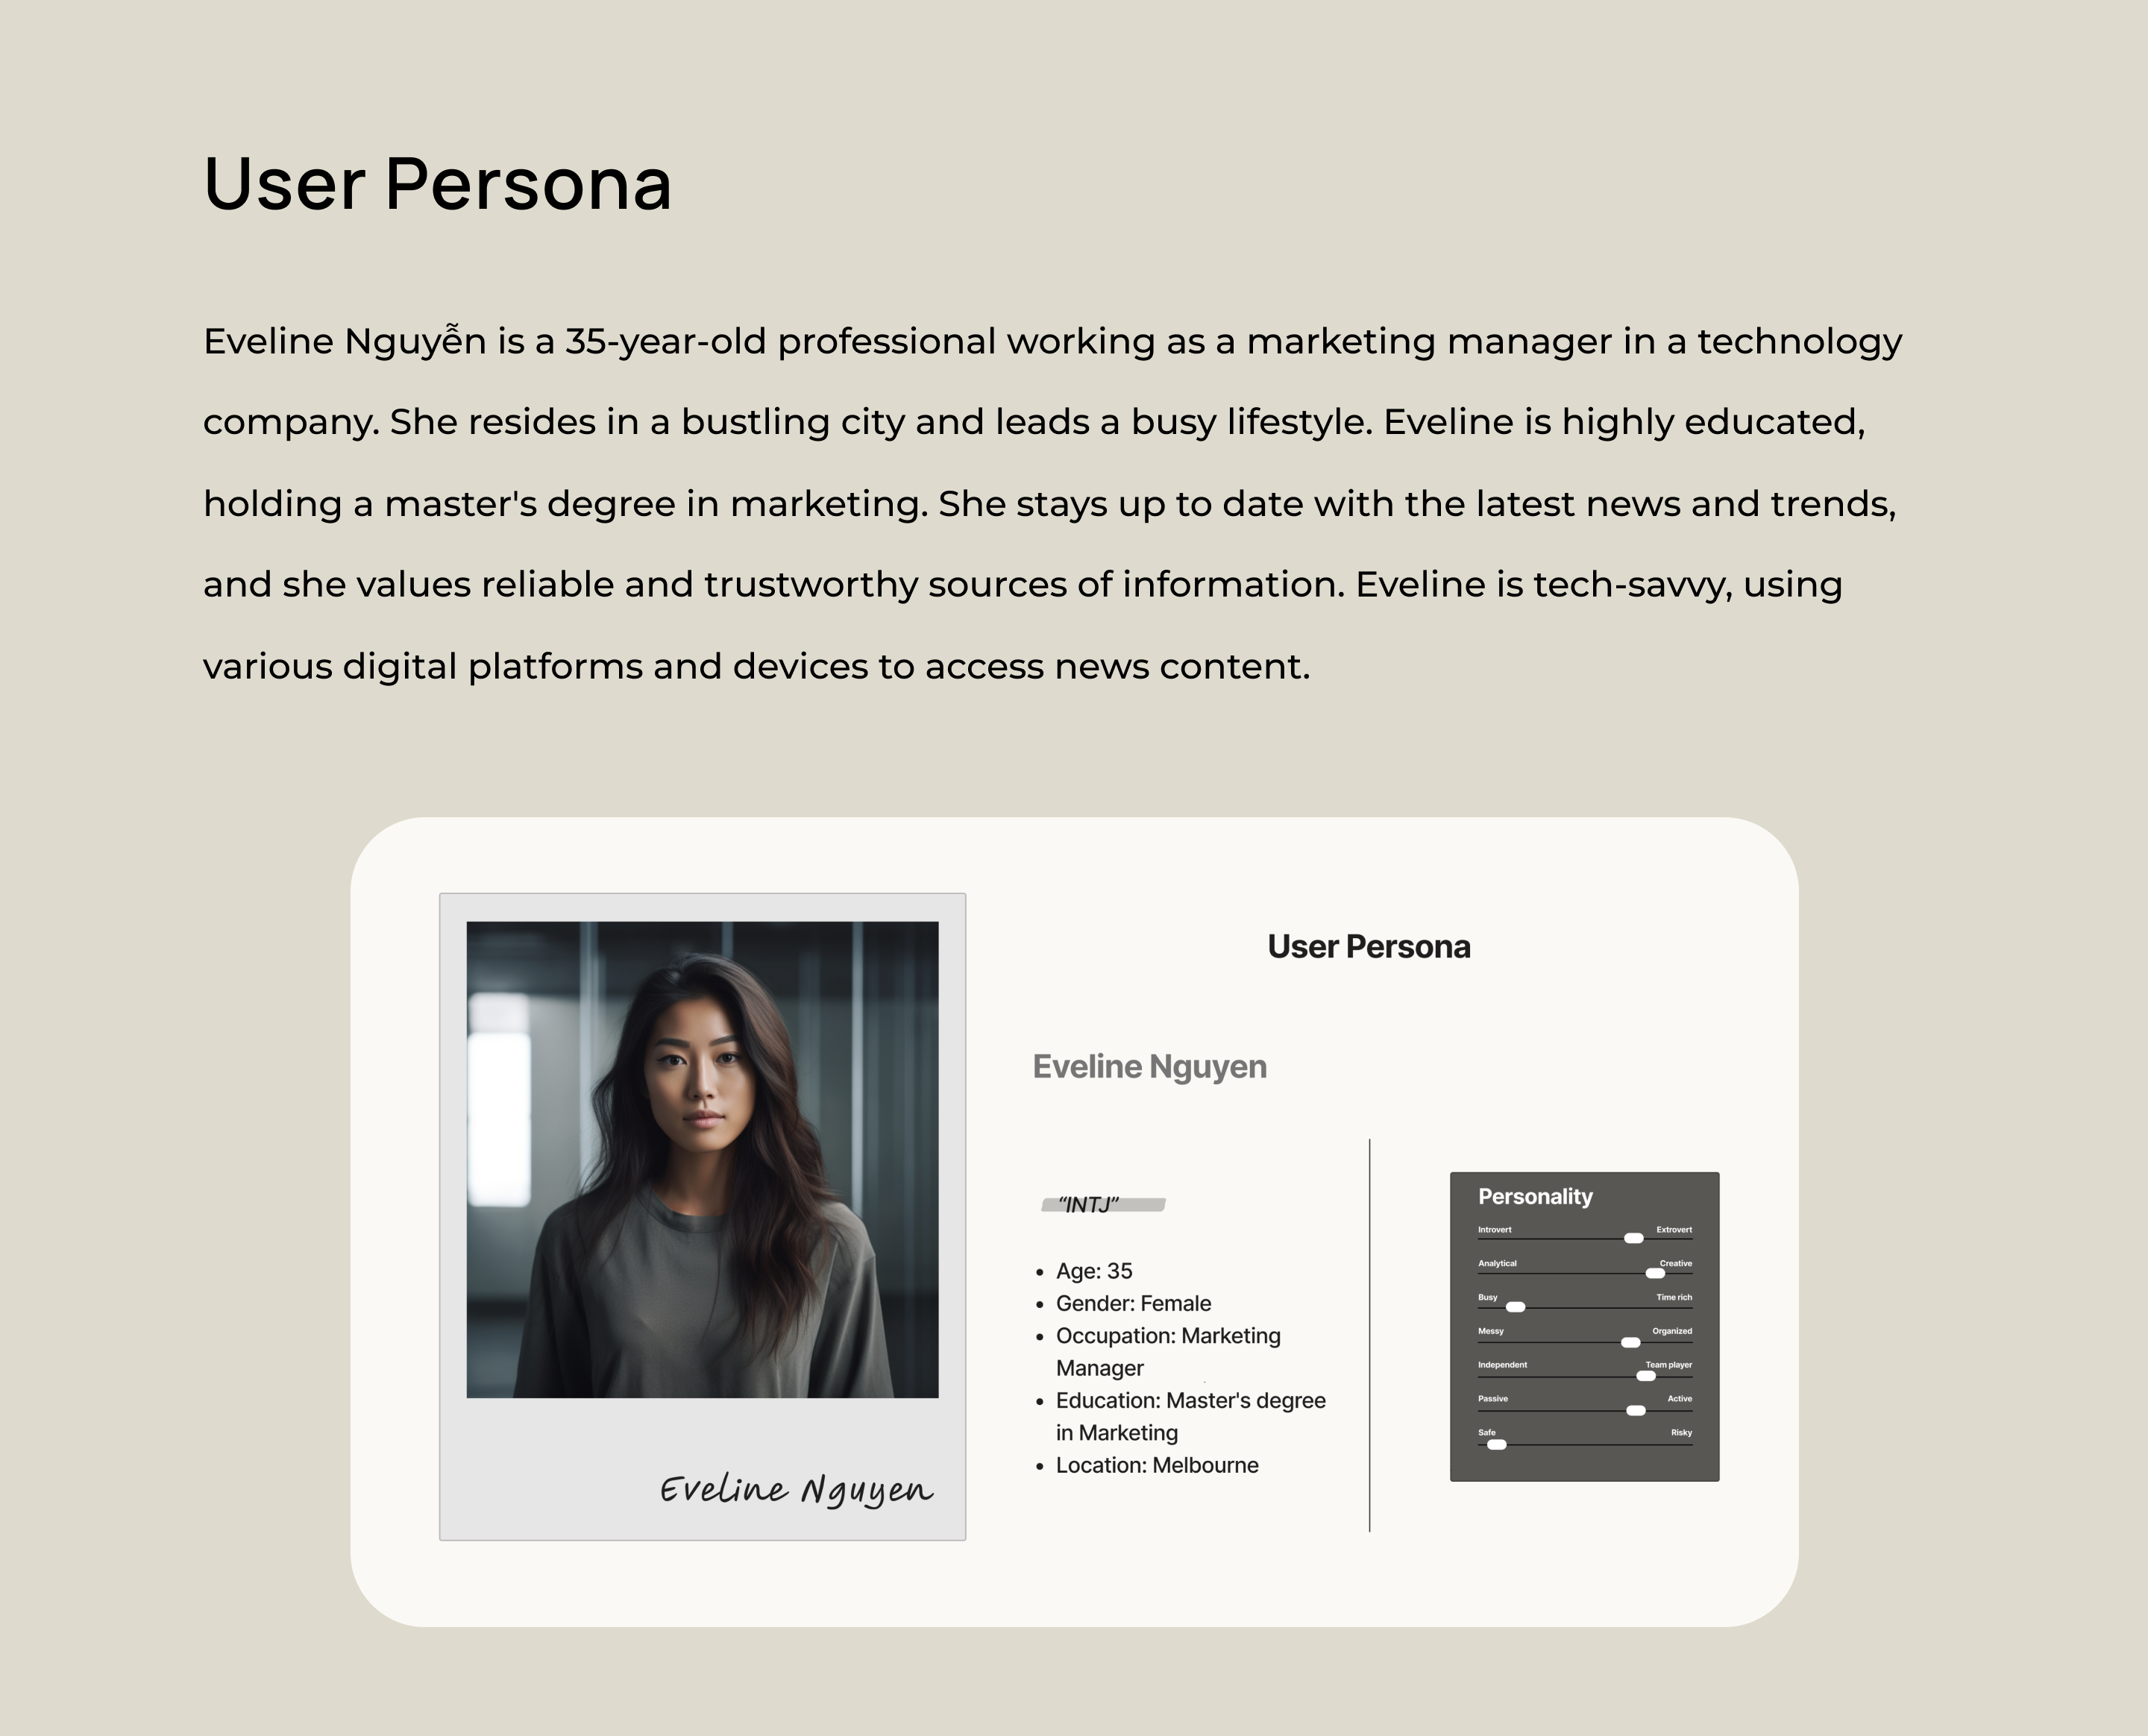 User Persona
Eveline Nguyễn is a 35-year-old professional working as a marketing manager in a technology
company. She resides in a bustling city and leads a busy lifestyle. Eveline is highly educated,
holding a master's degree in marketing. She stays up to date with the latest news and trends,
and she values reliable and trustworthy sources of information. Eveline is tech-savvy, using
various digital platforms and devices to access news content.
Eveline Nguyen
User Persona
Eveline Nguyen
“INTJ”
• Age: 35
• Gender: Female
• Occupation: Marketing
Manager
• Education: Master's degree
in Marketing
• Location: Melbourne
Personality
Introvert Extrovert
Analytical Creative
Busy Time rich
Messy Organized
Independent Team player
Passive Active
Safe Risky